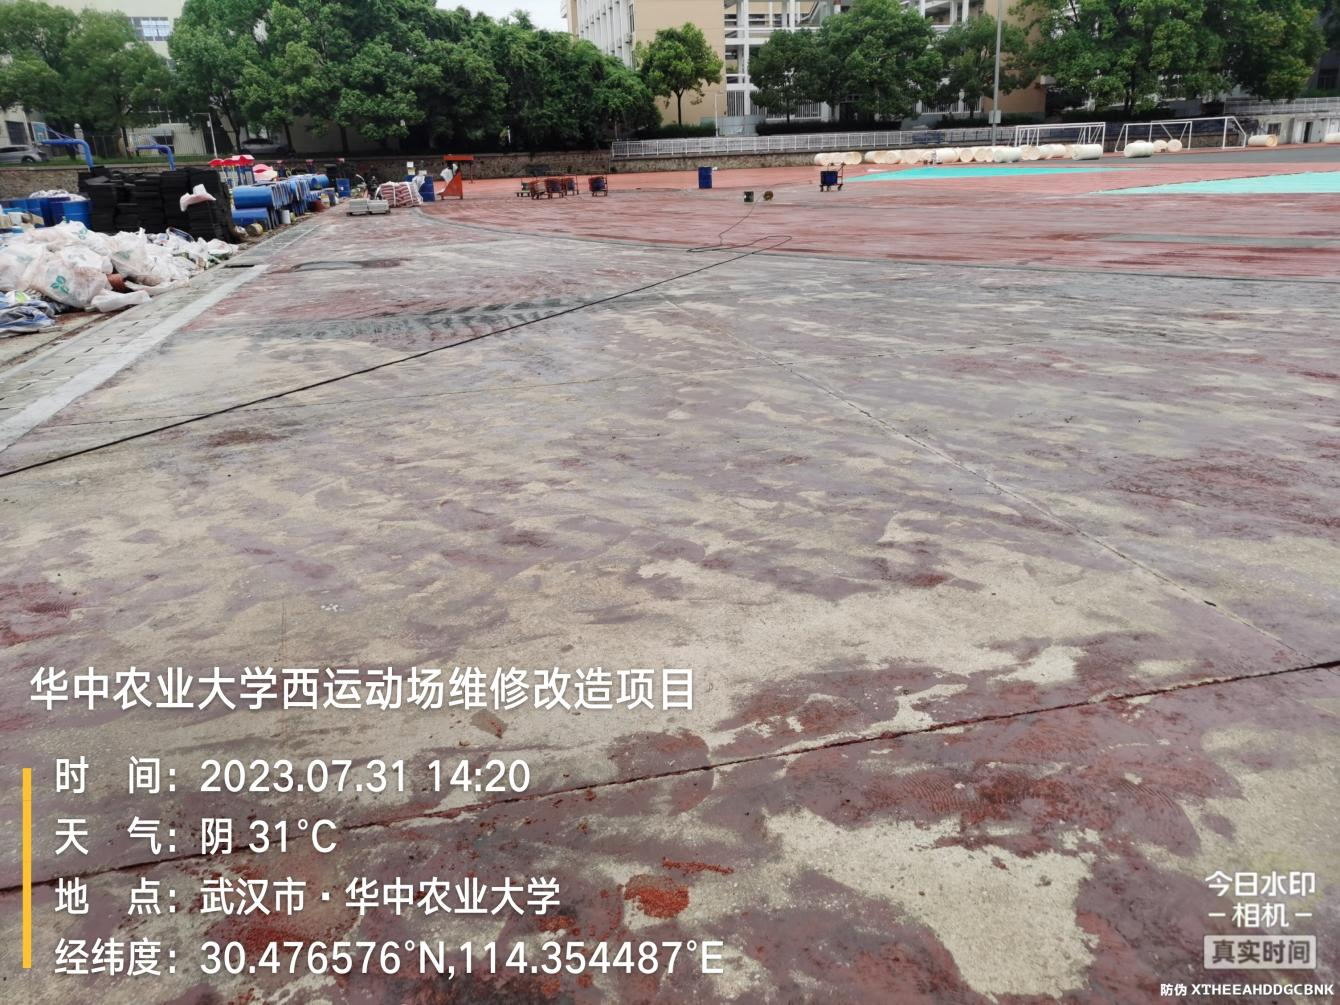 华中农业大学西运动场维修改造项目
时 间：2023.07.31 14:20
天 气：阴 31°C
地 点：武汉市·华中农业大学
经纬度：30.476576°N,114.354487°E
今日水印
-相机-
真实时间
防伪 XTHEEAHDDGCBNK